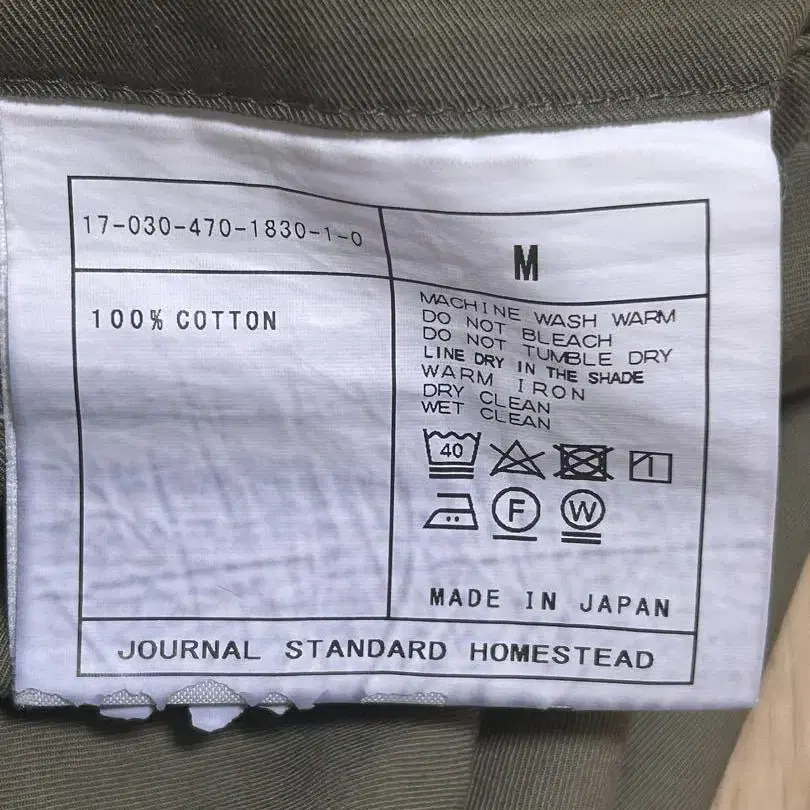 17-030-470-1830-1-0
M
100% COTTON
MACHINE WASH WARM
DO NOT BLEACH
DO NOT TUMBLE DRY
LINE DRY IN THE SHADE
WARM IRON
DRY CLEAN
WET CLEAN
40
F
W
MADE IN JAPAN
JOURNAL STANDARD HOMESTEAD